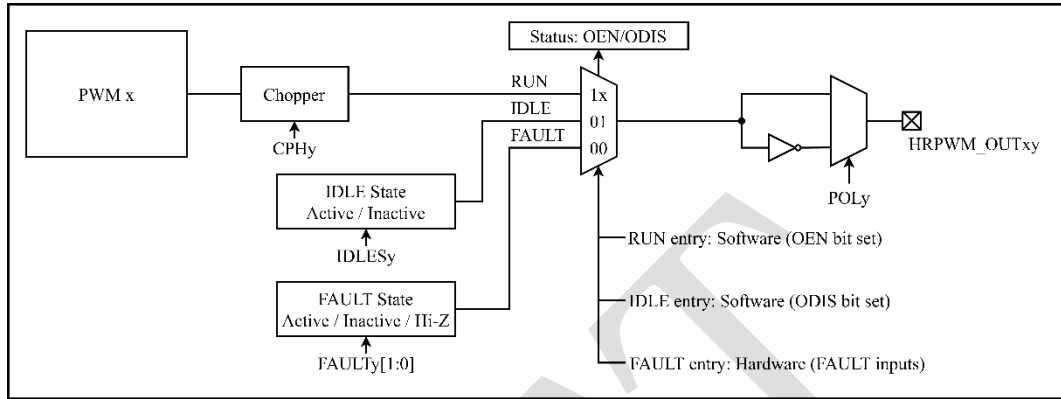 Status: OEN/ODIS
PWM x
Chopper
CPHy
RUN
IDLE
FAULT
1x
01
00
HRPWM_OUTxy
POLy
IDLE State
Active / Inactive
IDLESy
FAULT State
Active / Inactive / IIi-Z
FAULTy[1:0]
RUN entry: Software (OEN bit set)
IDLE entry: Software (ODIS bit set)
FAULT entry: Hardware (FAULT inputs)